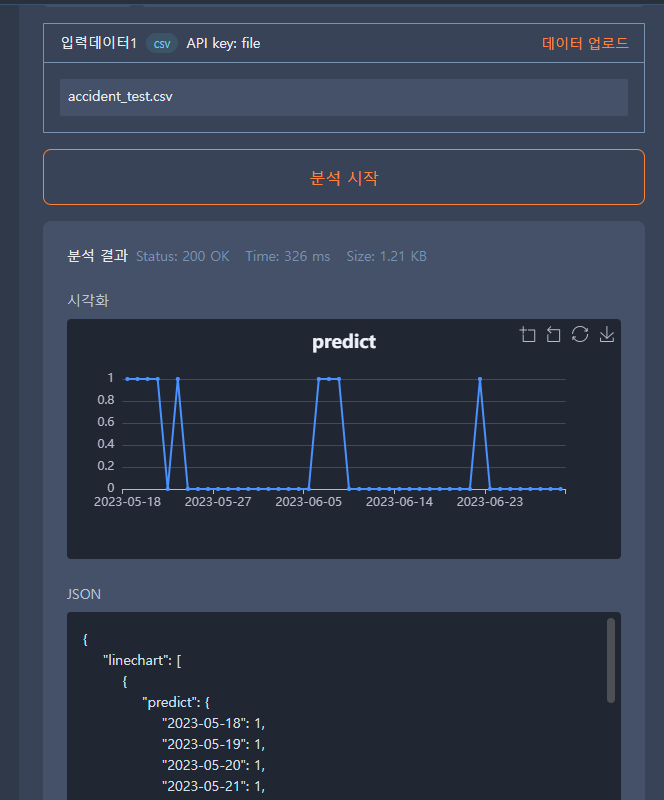 입력데이터1 csv API key: file 데이터 업로드
accident_test.csv
분석 시작
분석 결과 Status: 200 OK Time: 326 ms Size: 1.21 KB
시각화
predict
1
0.8
0.6
0.4
0.2
0
2023-05-18 2023-05-27 2023-06-05 2023-06-14 2023-06-23
JSON
{
"linechart": [
{
"predict": {
"2023-05-18": 1,
"2023-05-19": 1,
"2023-05-20": 1,
"2023-05-21": 1,